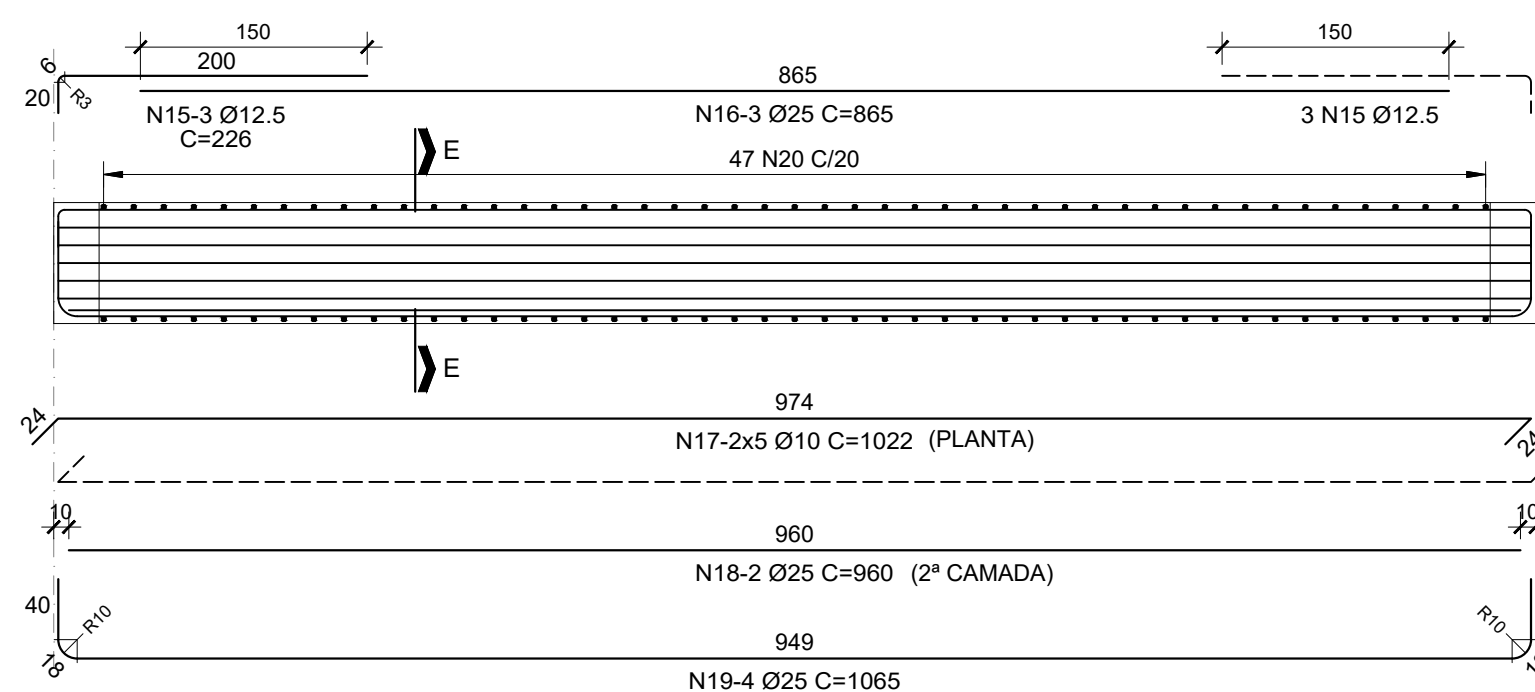 150
150
200
865
6
R3
20
N15-3 Ø12.5
C=226
N16-3 Ø25 C=865
3 N15 Ø12.5
E
47 N20 C/20
E
974
24
N17-2x5 Ø10 C=1022 (PLANTA)
24
10
10
960
N18-2 Ø25 C=960 (2ª CAMADA)
40
R10
R10
949
18
N19-4 Ø25 C=1065